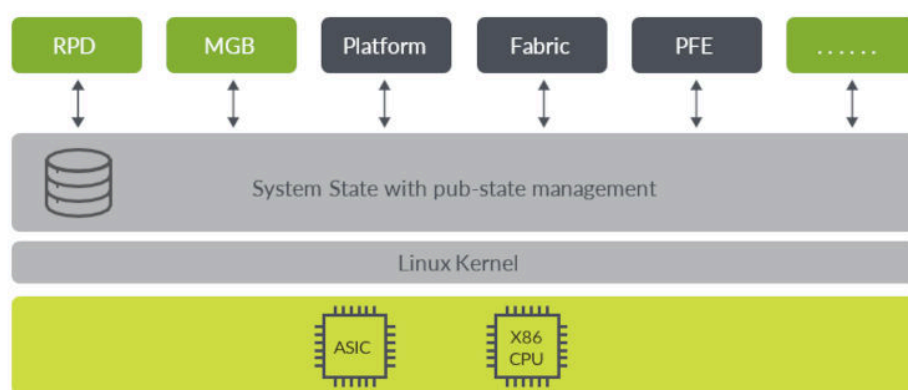 RPD
MGB
Platform
Fabric
PFE
......
System State with pub-state management
Linux Kernel
ASIC
X86
CPU